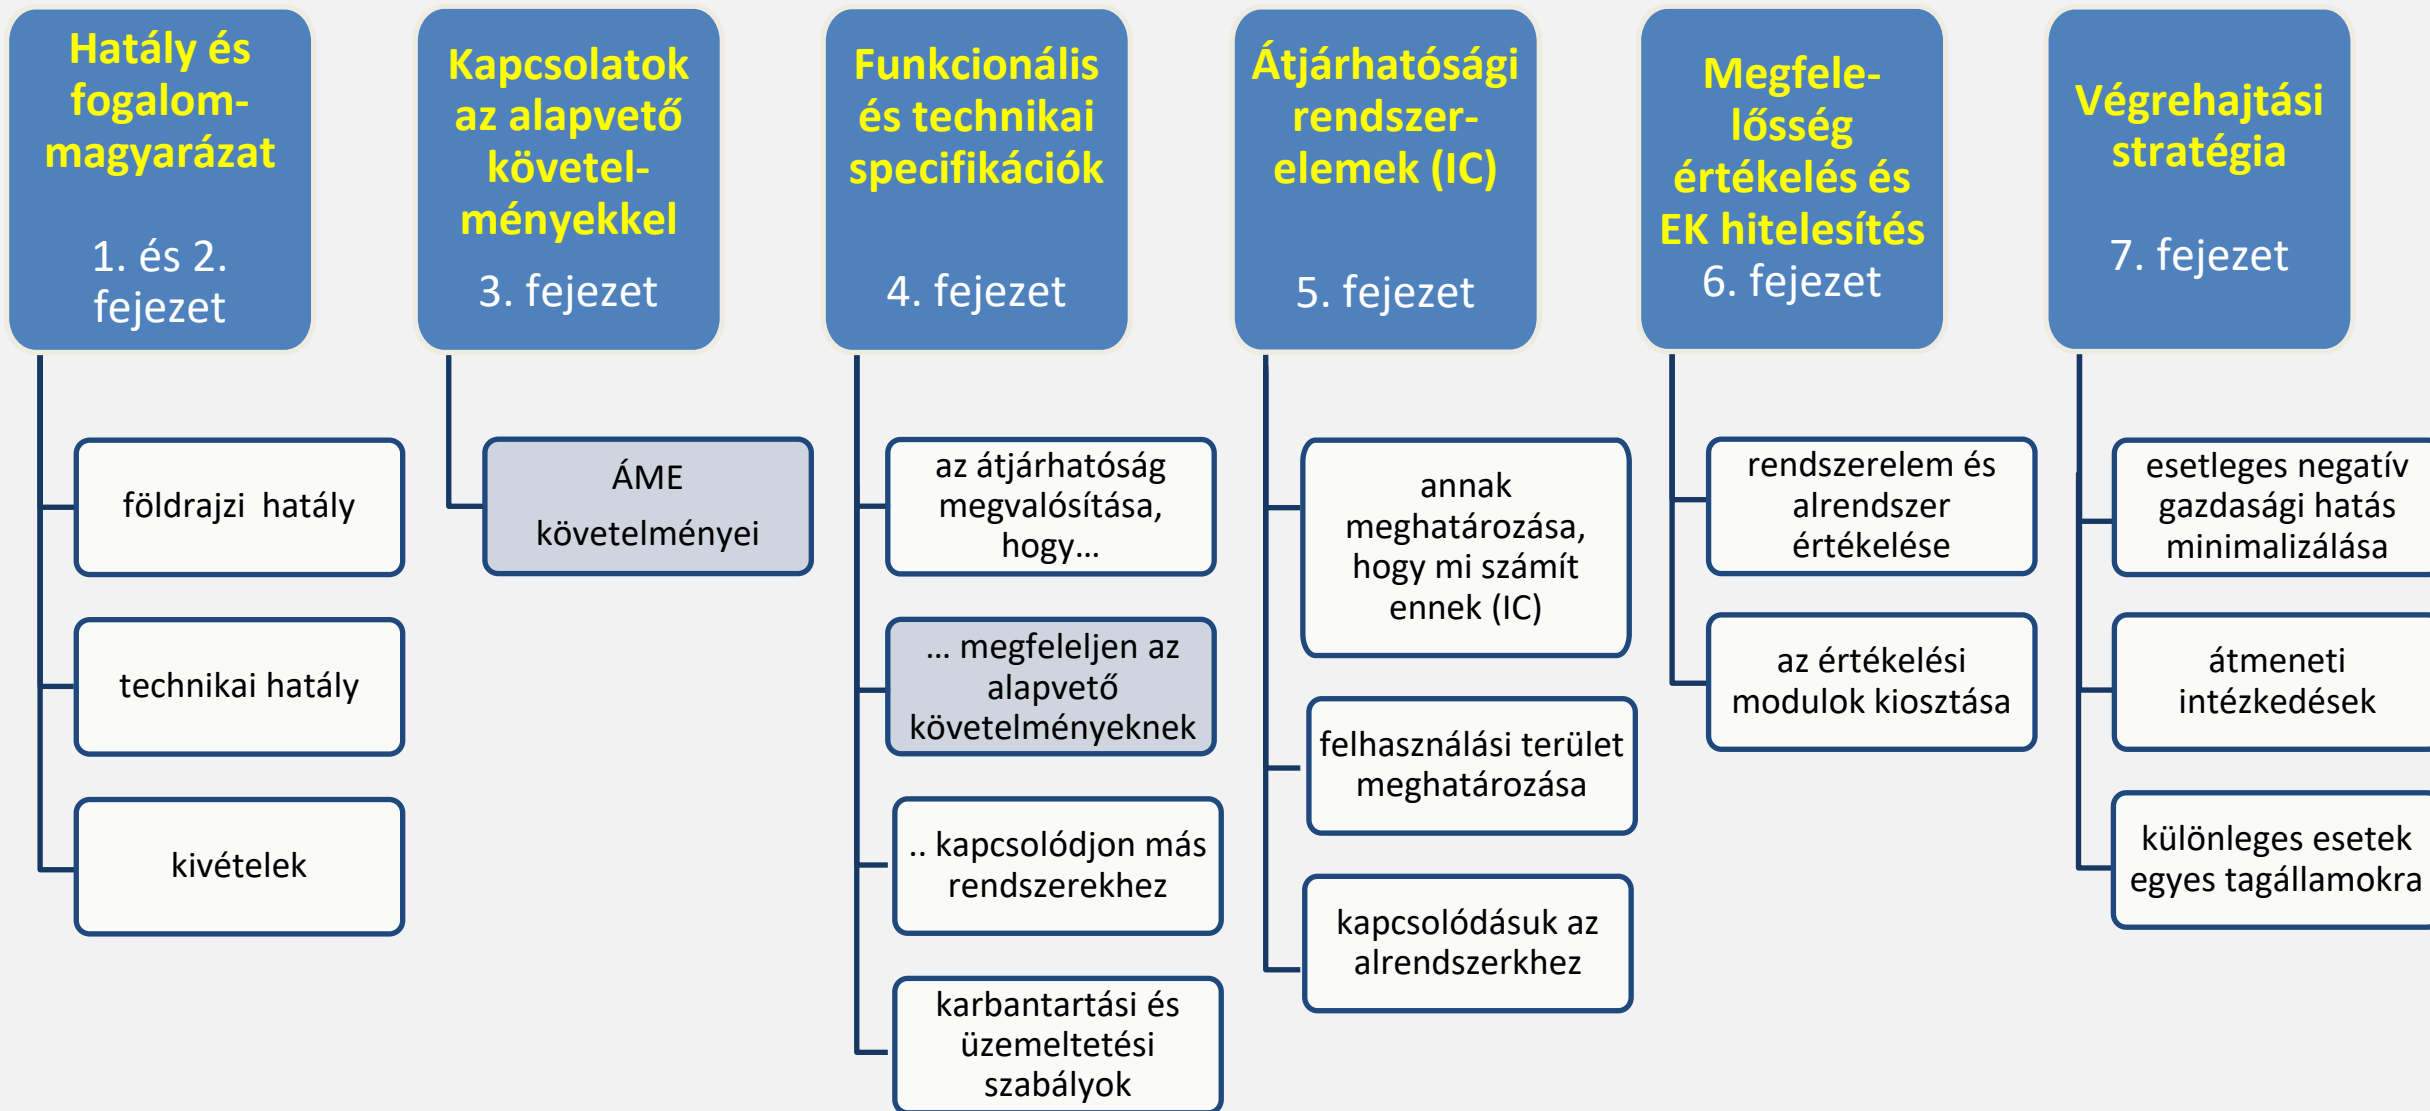 Hatály és
fogalom-
magyarázat
1. és 2.
fejezet
földrajzi  hatály
technikai hatály
kivételek
Kapcsolatok
az alapvető
követel-
ményekkel
3. fejezet
ÁME
követelményei
Funkcionális
és technikai
specifikációk
4. fejezet
az átjárhatóság
megvalósítása,
hogy…
… megfeleljen az
alapvető
követelményeknek
.. kapcsolódjon más
rendszerekhez
karbantartási és
üzemeltetési
szabályok
Átjárhatósági
rendszer-
elemek (IC)
5. fejezet
annak
meghatározása,
hogy mi számít
ennek (IC)
felhasználási terület
meghatározása
kapcsolódásuk az
alrendszerkhez
Megfele-
lősség
értékelés és
EK hitelesítés
6. fejezet
rendszerelem és
alrendszer
értékelése
az értékelési
modulok kiosztása
Végrehajtási
stratégia
7. fejezet
esetleges negatív
gazdasági hatás
minimalizálása
átmeneti
intézkedések
különleges esetek
egyes tagállamokra